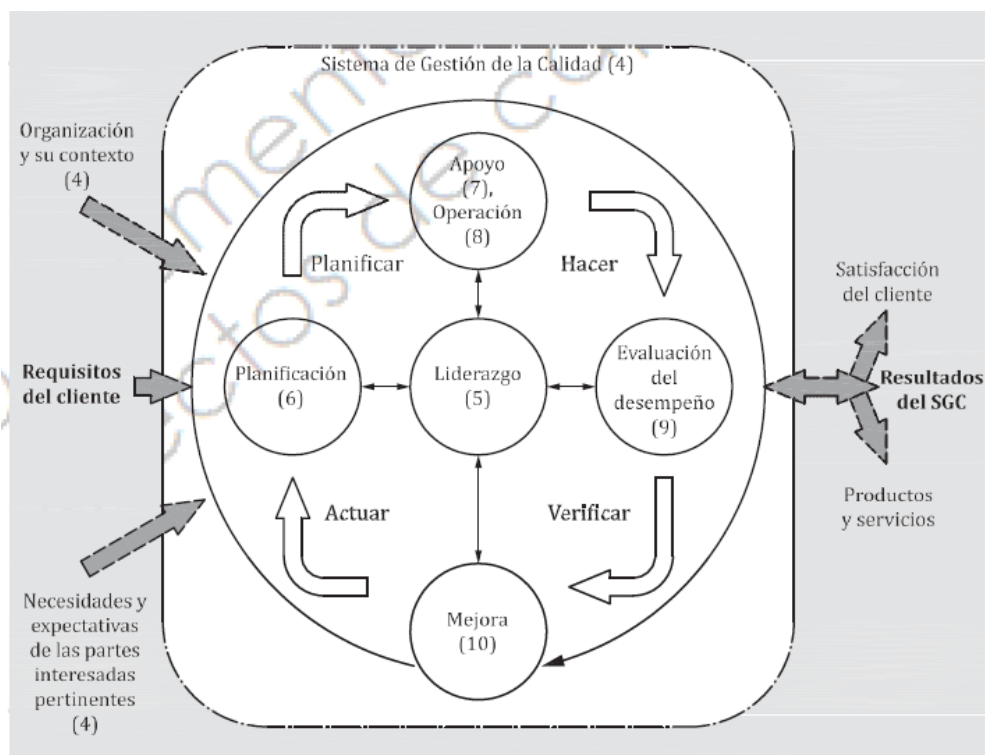 Sistema de Gestión de la Calidad (4)
Organización
y su contexto
(4)
Requisitos
del cliente
Necesidades y
expectativas
de las partes
interesadas
pertinentes
(4)
Apoyo
(7),
Operación
(8)
Planificar
Hacer
Planificación
(6)
Liderazgo
(5)
Evaluación
del
desempeño
(9)
Actuar
Verificar
Mejora
(10)
Satisfacción
del cliente
Resultados
del SGC
Productos
y servicios